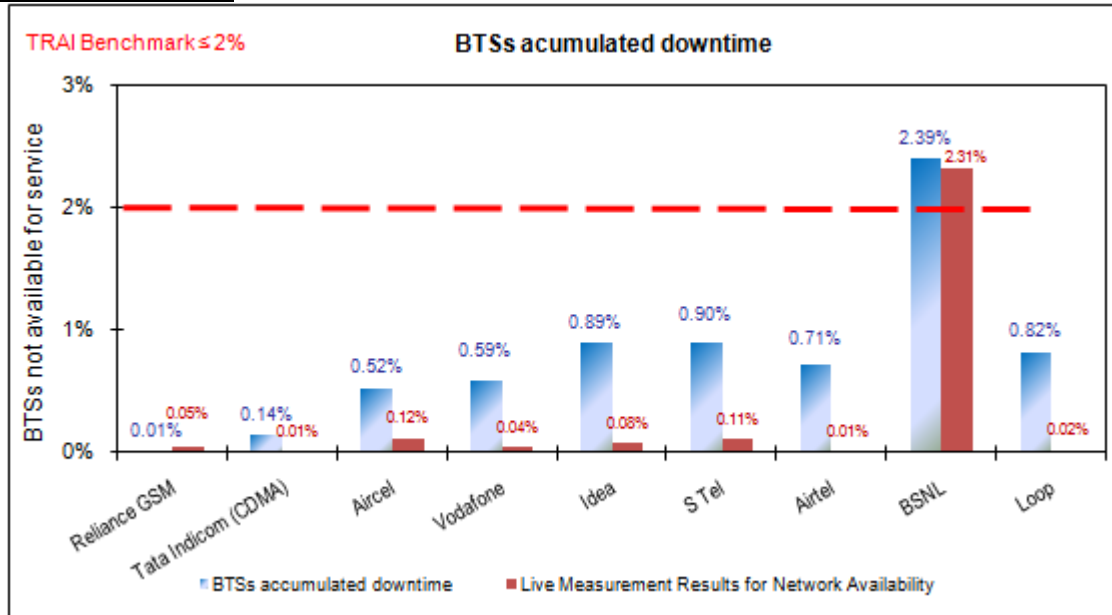 TRAI Benchmark ≤ 2%
BTSs acumulated downtime
BTSs not available for service
3%
2%
1%
0%
0.01%
0.05%
0.14%
0.01%
0.52%
0.12%
0.59%
0.04%
0.89%
0.08%
0.90%
0.11%
0.71%
0.01%
2.39%
2.31%
0.82%
0.02%
Reliance GSM
Tata Indicom (CDMA)
Aircel
Vodafone
Idea
S Tel
Airtel
BSNL
Loop
BTSs accumulated downtime
Live Measurement Results for Network Availability